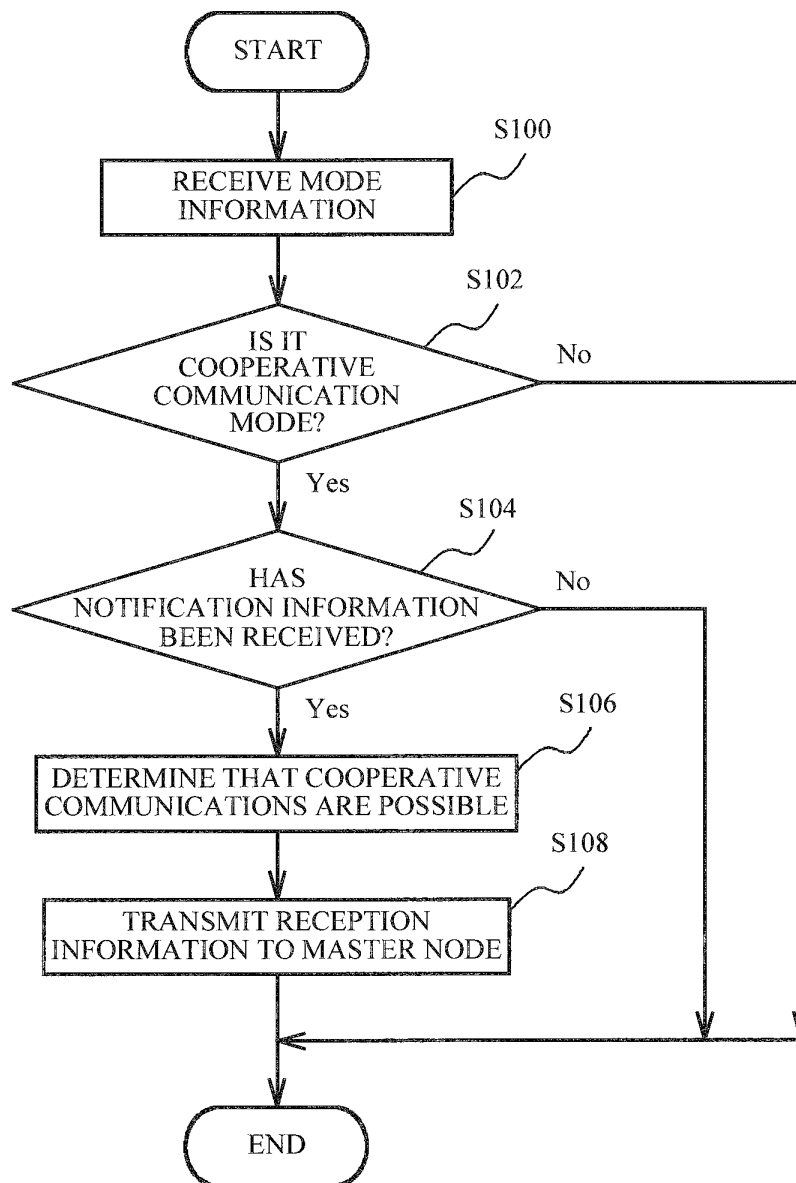 START
S100
RECEIVE MODE
INFORMATION
S102
IS IT
COOPERATIVE
COMMUNICATION
MODE?
No
Yes
S104
HAS
NOTIFICATION INFORMATION
BEEN RECEIVED?
No
Yes
S106
DETERMINE THAT COOPERATIVE
COMMUNICATIONS ARE POSSIBLE
S108
TRANSMIT RECEPTION
INFORMATION TO MASTER NODE
END